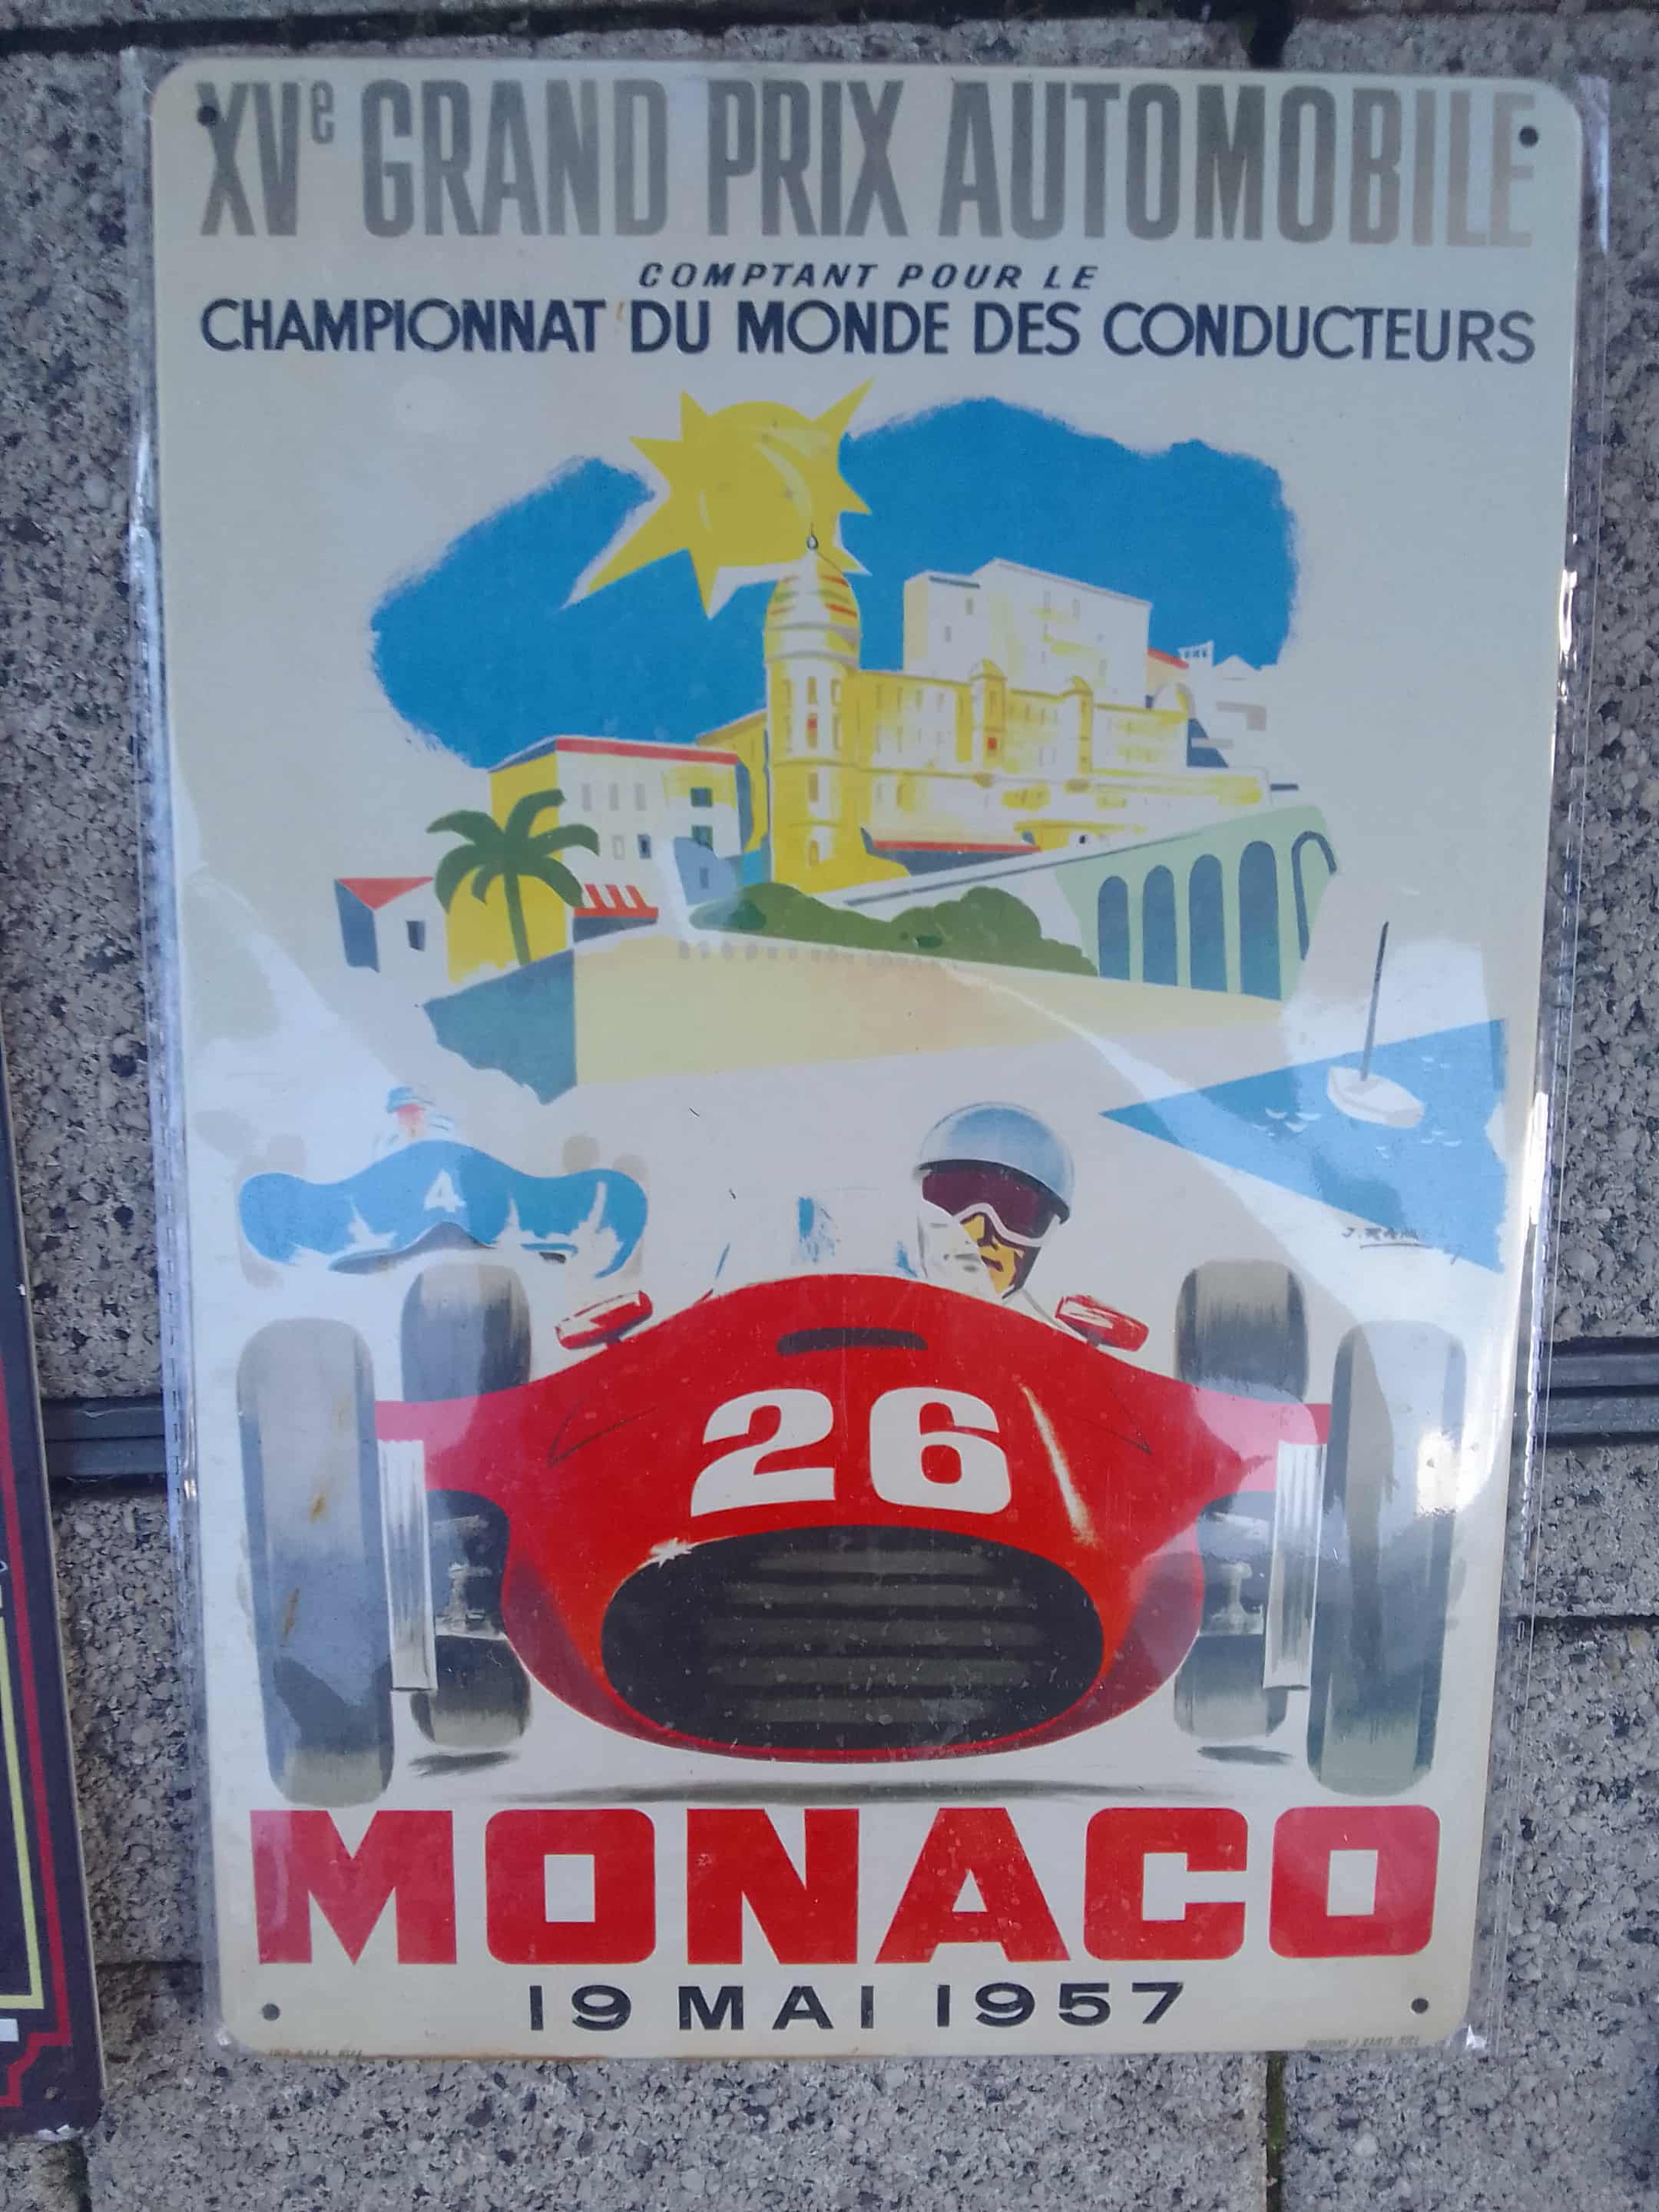 XVe GRAND PRIX AUTOMOBILE
COMPTANT POUR LE
CHAMPIONNAT DU MONDE DES CONDUCTEURS
4
26
MONACO
19 MAI 1957